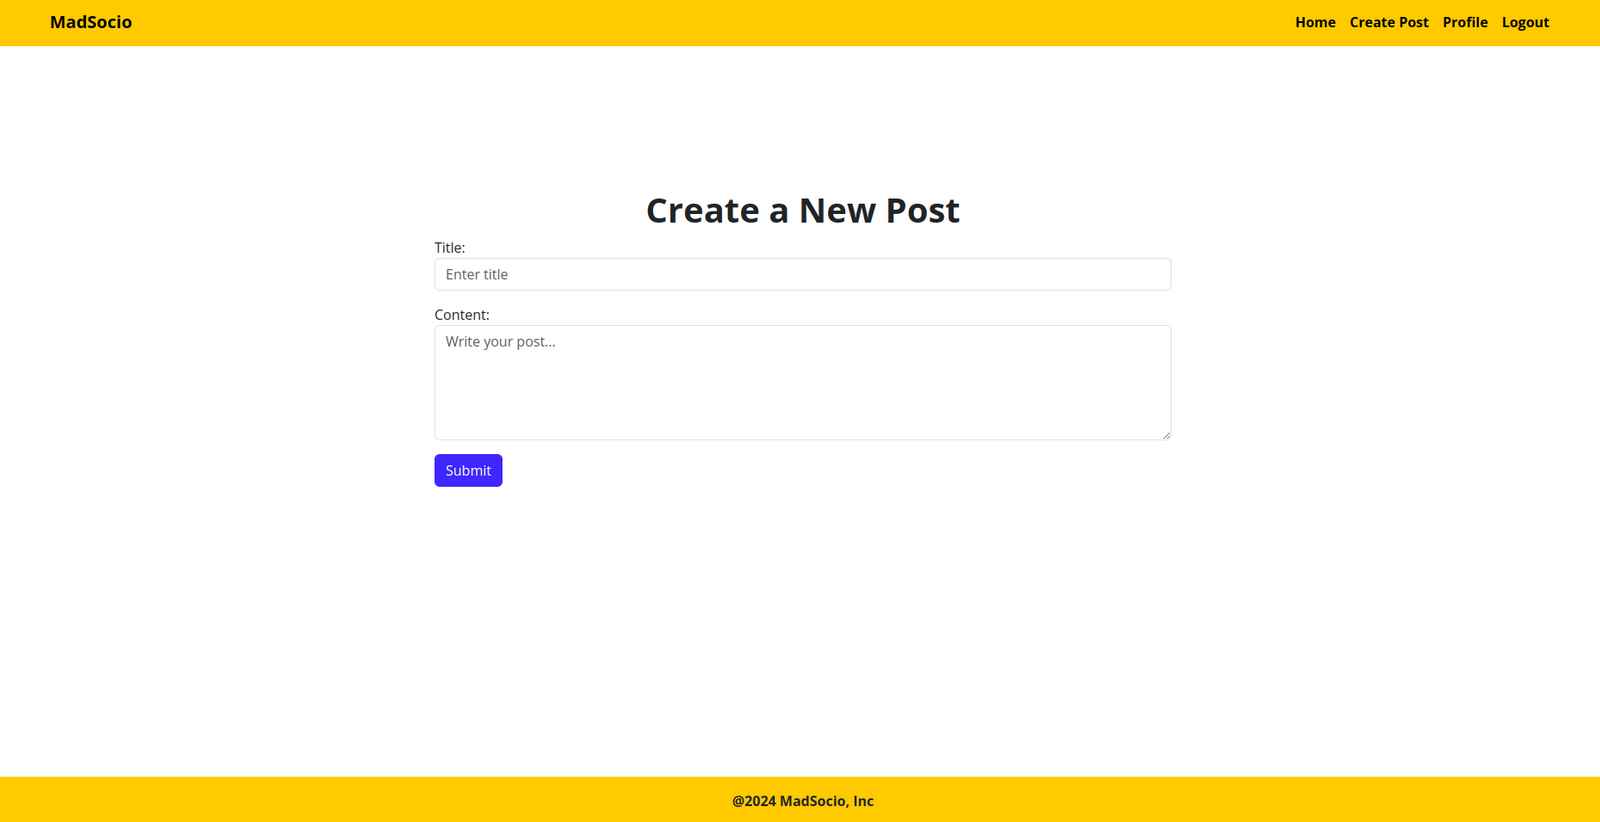 MadSocio Home Create Post Profile Logout
Create a New Post
Title:
Enter title
Content:
Write your post...
Submit
@2024 MadSocio, Inc